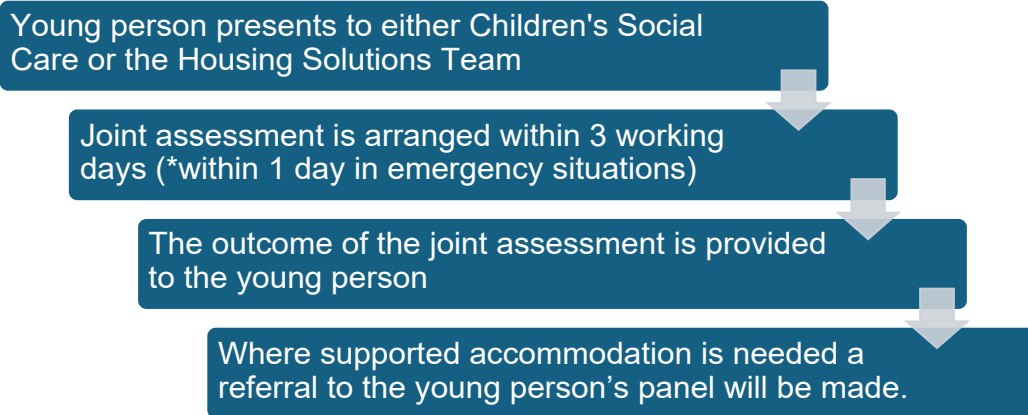 Young person presents to either Children's Social
Care or the Housing Solutions Team
Joint assessment is arranged within 3 working
days (*within 1 day in emergency situations)
The outcome of the joint assessment is provided
to the young person
Where supported accommodation is needed a
referral to the young person’s panel will be made.